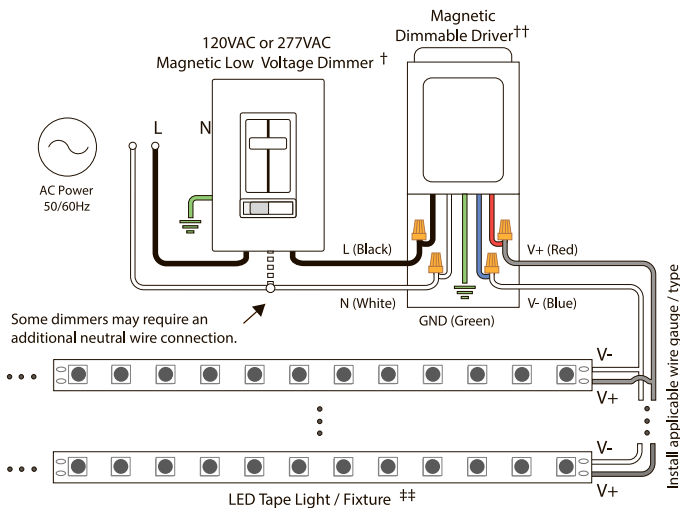 Magnetic
Dimmable Driver††
120VAC or 277VAC
Magnetic Low Voltage Dimmer †
L
N
AC Power
50/60Hz
L (Black)
V+ (Red)
N (White)
V- (Blue)
GND (Green)
Some dimmers may require an
additional neutral wire connection.
Install applicable wire gauge / type
V-
V+
V-
V+
LED Tape Light / Fixture ‡‡